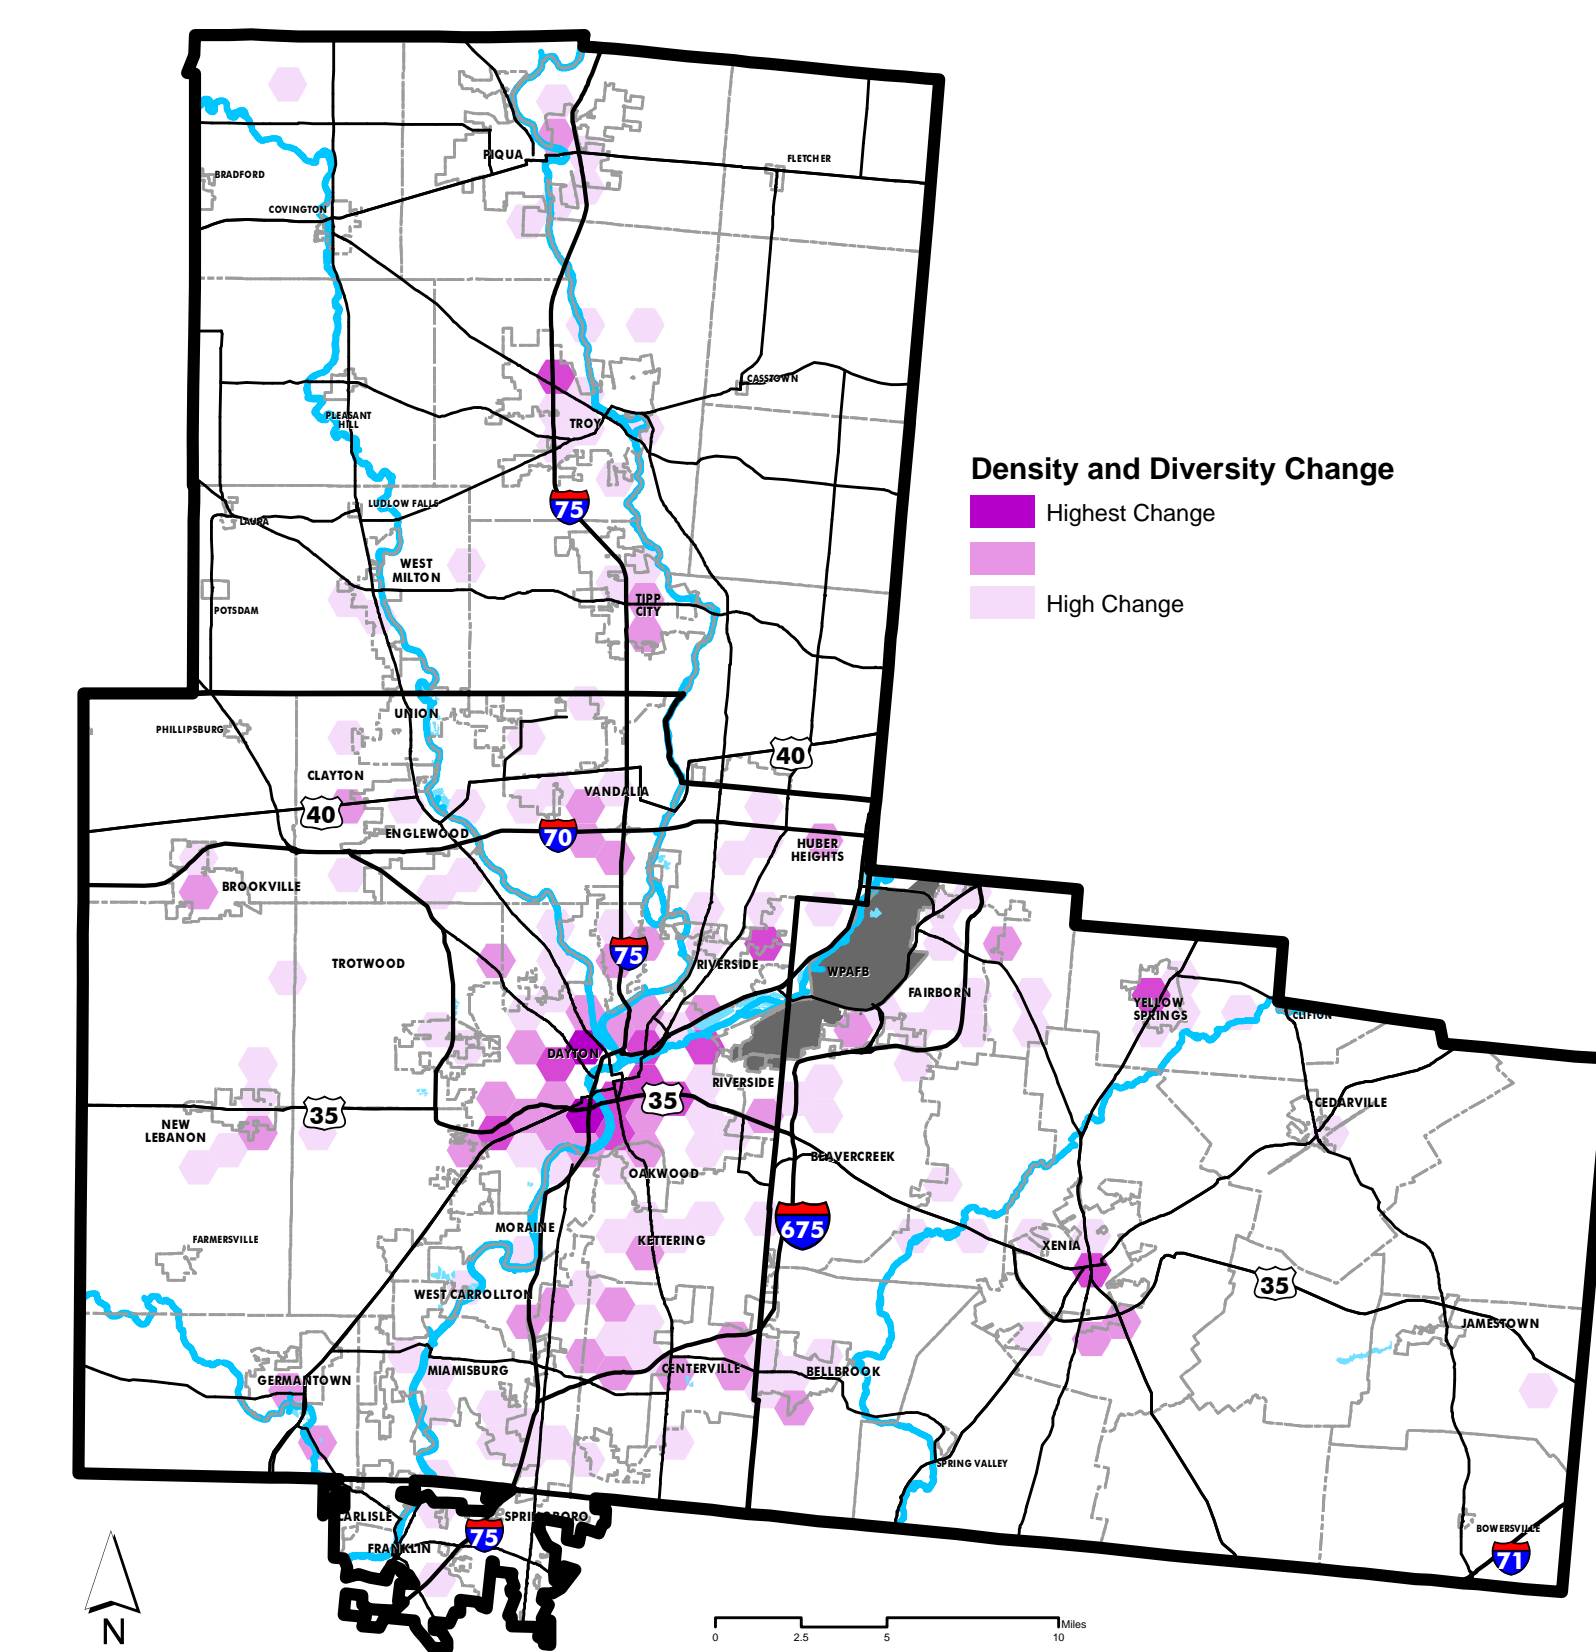 PIQUA
FLETCHER
BRADFORD
COVINGTON
CASSTOWN
PLEASANT
HILL
TROY
Density and Diversity Change
Highest Change
High Change
LUDLOW FALLS
75
LAURA
WEST
MILTON
TIPP
CITY
POTSDAM
UNION
PHILLIPSBURG
40
CLAYTON
VANDALIA
40
ENGLEWOOD
70
HUBER
HEIGHTS
BROOKVILLE
75
TROTWOOD
RIVERSIDE
WPAFB
FAIRBORN
YELLOW
SPRINGS
CLIFTON
DAYTON
RIVERSIDE
35
35
CEDARVILLE
NEW
LEBANON
BEAVERCREEK
OAKWOOD
MORAINE
675
FARMERSVILLE
KETTERING
XENIA
35
WEST CARROLLTON
JAMESTOWN
GERMANTOWN
MIAMISBURG
CENTERVILLE
BELLBROOK
SPRING VALLEY
CARLISLE
SPRINGBORO
75
FRANKLIN
BOWERSVILLE
71
N
Miles
0 2.5 5 10